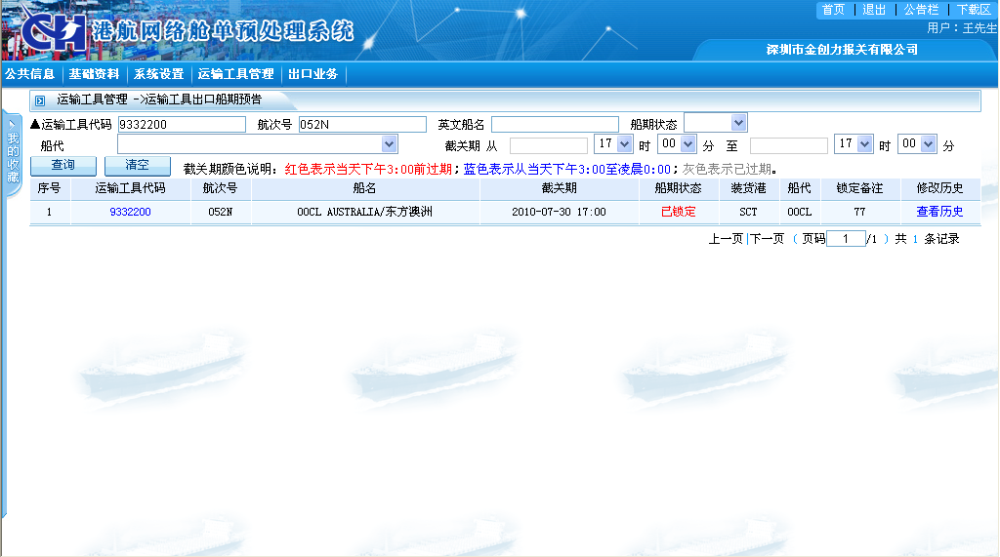 首页 | 退出 | 公告栏 | 下载区
用户：王先生
CH 港航网络舱单预处理系统
深圳市金创力报关有限公司
公共信息 | 基础资料 | 系统设置 | 运输工具管理 | 出口业务 |
运输工具管理 ->运输工具出口船期预告
我的收藏
▲运输工具代码 9332200 航次号 052N 英文船名 船期状态
船代 截关期 从 17 时 00 分 至 17 时 00 分
查询 清空 截关期颜色说明：红色表示当天下午3:00前过期；蓝色表示从当天下午3:00至凌晨0:00；灰色表示已过期。
序号 运输工具代码 航次号 船名 截关期 船期状态 装货港 船代 锁定备注 修改历史
1 9332200 052N OOCL AUSTRALIA/东方澳洲 2010-07-30 17:00 已锁定 SCT OOCL 77 查看历史
上一页|下一页 （ 页码 1 /1 ） 共 1 条记录